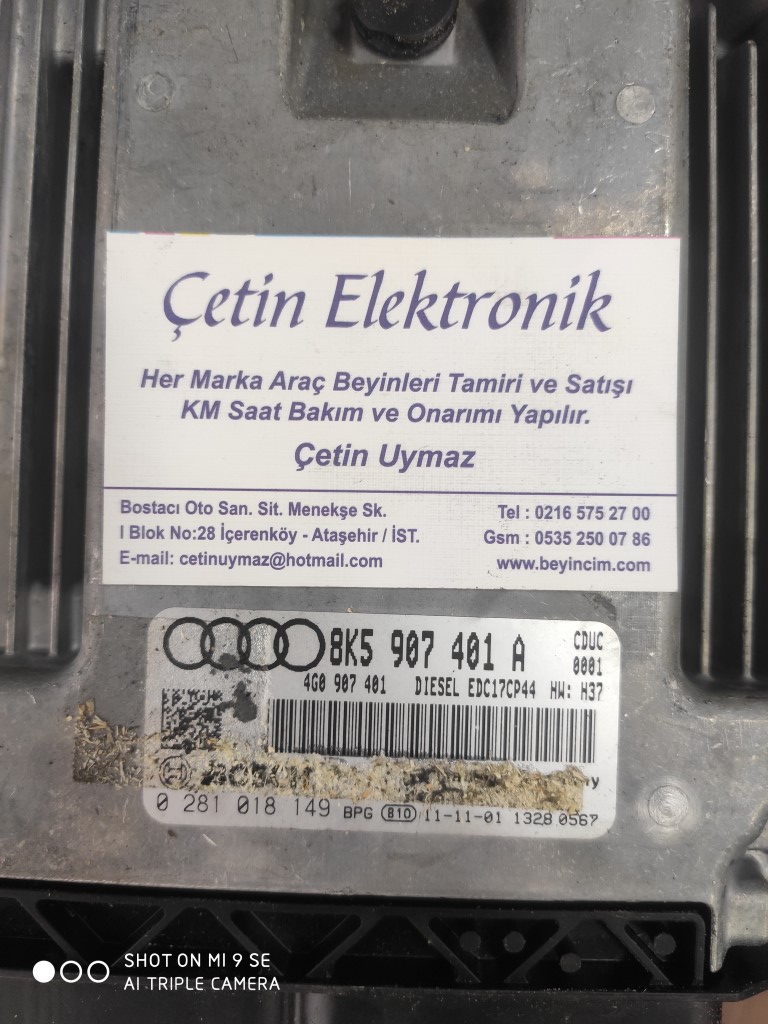 Çetin Elektronik
Her Marka Araç Beyinleri Tamiri ve Satışı
KM Saat Bakım ve Onarımı Yapılır.
Çetin Uymaz
Bostacı Oto San. Sit. Menekşe Sk.
I Blok No:28 İçerenköy - Ataşehir / İST.
E-mail: cetinuymaz@hotmail.com
Tel : 0216 575 27 00
Gsm : 0535 250 07 86
www.beyincim.com
8K5 907 401 A
CDUC
0001
4G0 907 401 DIESEL EDC17CP44 HW: H37
BOSCH
0 281 018 149 BPG 810 11-11-01 1328 0567
SHOT ON MI 9 SE
AI TRIPLE CAMERA